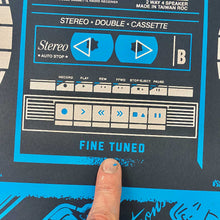 2 WAY 4 SPEAKER
MADE IN TAIWAN ROC
STEREO • DOUBLE • CASSETTE
Stereo
AUTO STOP
B
RECORD PLAY REW F.FWD STOP/EJECT PAUSE
FINE TUNED